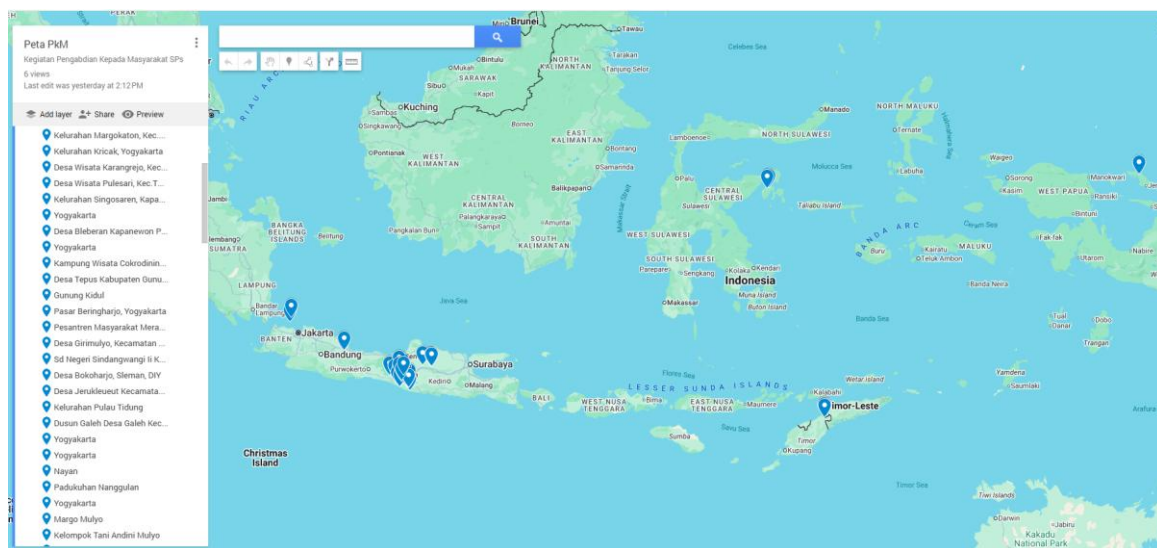 Peta PkM
Kegiatan Pengabdian Kepada Masyarakat SPs
6 views
Last edit was yesterday at 2:12 PM
Add layer
Share
Preview
Kelurahan Margokaton, Kec....
Kelurahan Kricak, Yogyakarta
Desa Wisata Karangrejo, Kec...
Desa Wisata Pulesari, Kec.T...
Kelurahan Singosaren, Kapa...
Yogyakarta
Desa Bleberan Kapanewon P...
Yogyakarta
Kampung Wisata Cokrodinin...
Desa Tepus Kabupaten Gunu...
Gunung Kidul
Pasar Beringharjo, Yogyakarta
Pesantren Masyarakat Mera...
Desa Girimulyo, Kecamatan ...
Sd Negeri Sindangwangi Ii K...
Desa Bokoharjo, Sleman, DIY
Desa Jerukleueut Kecamata...
Kelurahan Pulau Tidung
Dusun Galeh Desa Galeh Kec...
Yogyakarta
Yogyakarta
Nayan
Padukuhan Nanggulan
Yogyakarta
Margo Mulyo
Kelompok Tani Andini Mulyo
PERAK
Brunei
Tawau
Celebes Sea
Bintulu
NORTH
KALIMANTAN
Tarakan
Tanjung Selor
Mukah
SARAWAK
Sibu
Kapit
RIAU ARC
Sambas
Kuching
Singkawang
Borneo
EAST
KALIMANTAN
Bontang
Samarinda
Pontianak
WEST
KALIMANTAN
Balikpapan
CENTRAL
KALIMANTAN
Palangkaraya
Sampit
Pangkalan Bun
Amuntai
SOUTH
KALIMANTAN
Makassar Strait
Manado
NORTH MALUKU
Halmahera Sea
Ternate
Lamboenoe
NORTH SULAWESI
Molucca Sea
Labuha
Palu
CENTRAL
SULAWESI
Sulawesi
Taliabu Island
Waigeo
Sorong
Kasim
WEST PAPUA
Manokwari
Ransiki
Bintuni
Fak-fak
Nabire
Utarom
WEST SULAWESI
SOUTH SULAWESI
Parepare
Sengkang
Kolaka
Kendari
Indonesia
Makassar
Muna Island
Buton Island
BANDA ARC
Ceram Sea
Buru
Kairatu
MALUKU
Teluk Ambon
Banda Neira
Banda Sea
Tual
Danar
Dobo
Trangan
Jambi
BANGKA
BELITUNG
ISLANDS
Belitung
SUMATRA
LAMPUNG
Bandar
Lampung
Java Sea
Jakarta
BANTEN
Bandung
Purwokerto
Surabaya
Kediri
Malang
BALI
WEST NUSA
TENGGARA
Bima
Flores Sea
LESSER SUNDA ISLANDS
EAST NUSA
TENGGARA
Maumere
Kalabahi
Wetar Island
Timor-Leste
Timor
Kupang
Sumba
Savu Sea
Yamdena
Saumlaki
Arafura
Christmas
Island
Timor Sea
Tiwi Islands
Darwin
Jabiru
Kakadu
National Park